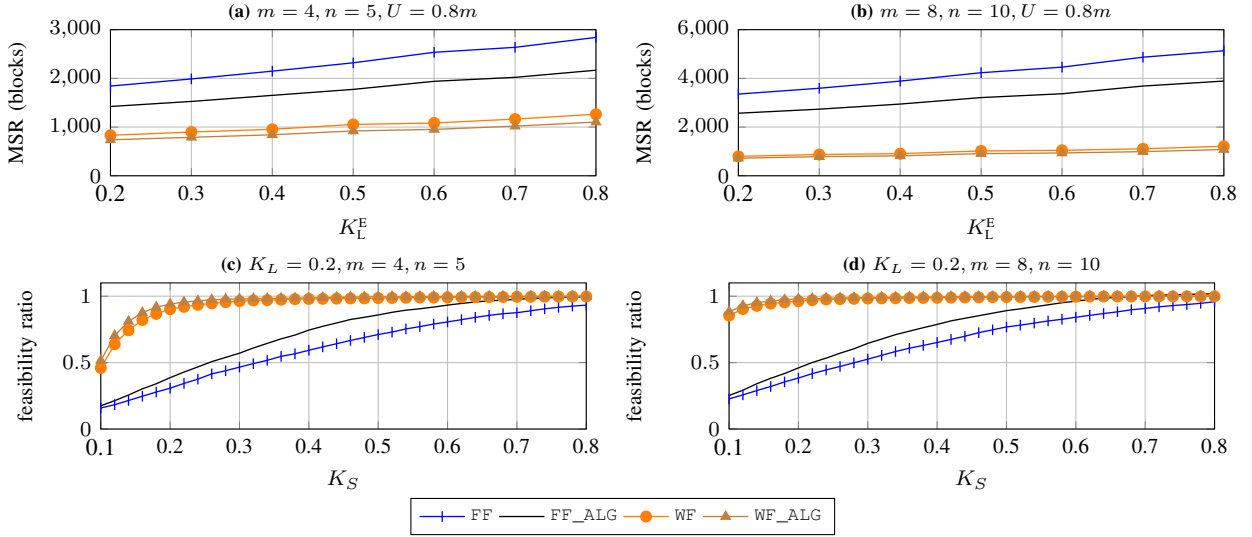 (a) m = 4, n = 5, U = 0.8m
3,000
2,000
1,000
0
MSR (blocks)
0.2 0.3 0.4 0.5 0.6 0.7 0.8
K_L^E
(b) m = 8, n = 10, U = 0.8m
6,000
4,000
2,000
0
MSR (blocks)
0.2 0.3 0.4 0.5 0.6 0.7 0.8
K_L^E
(c) K_L = 0.2, m = 4, n = 5
1
0.5
0
feasibility ratio
0.1 0.2 0.3 0.4 0.5 0.6 0.7 0.8
K_S
(d) K_L = 0.2, m = 8, n = 10
1
0.5
0
feasibility ratio
0.1 0.2 0.3 0.4 0.5 0.6 0.7 0.8
K_S
FF FF_ALG WF WF_ALG